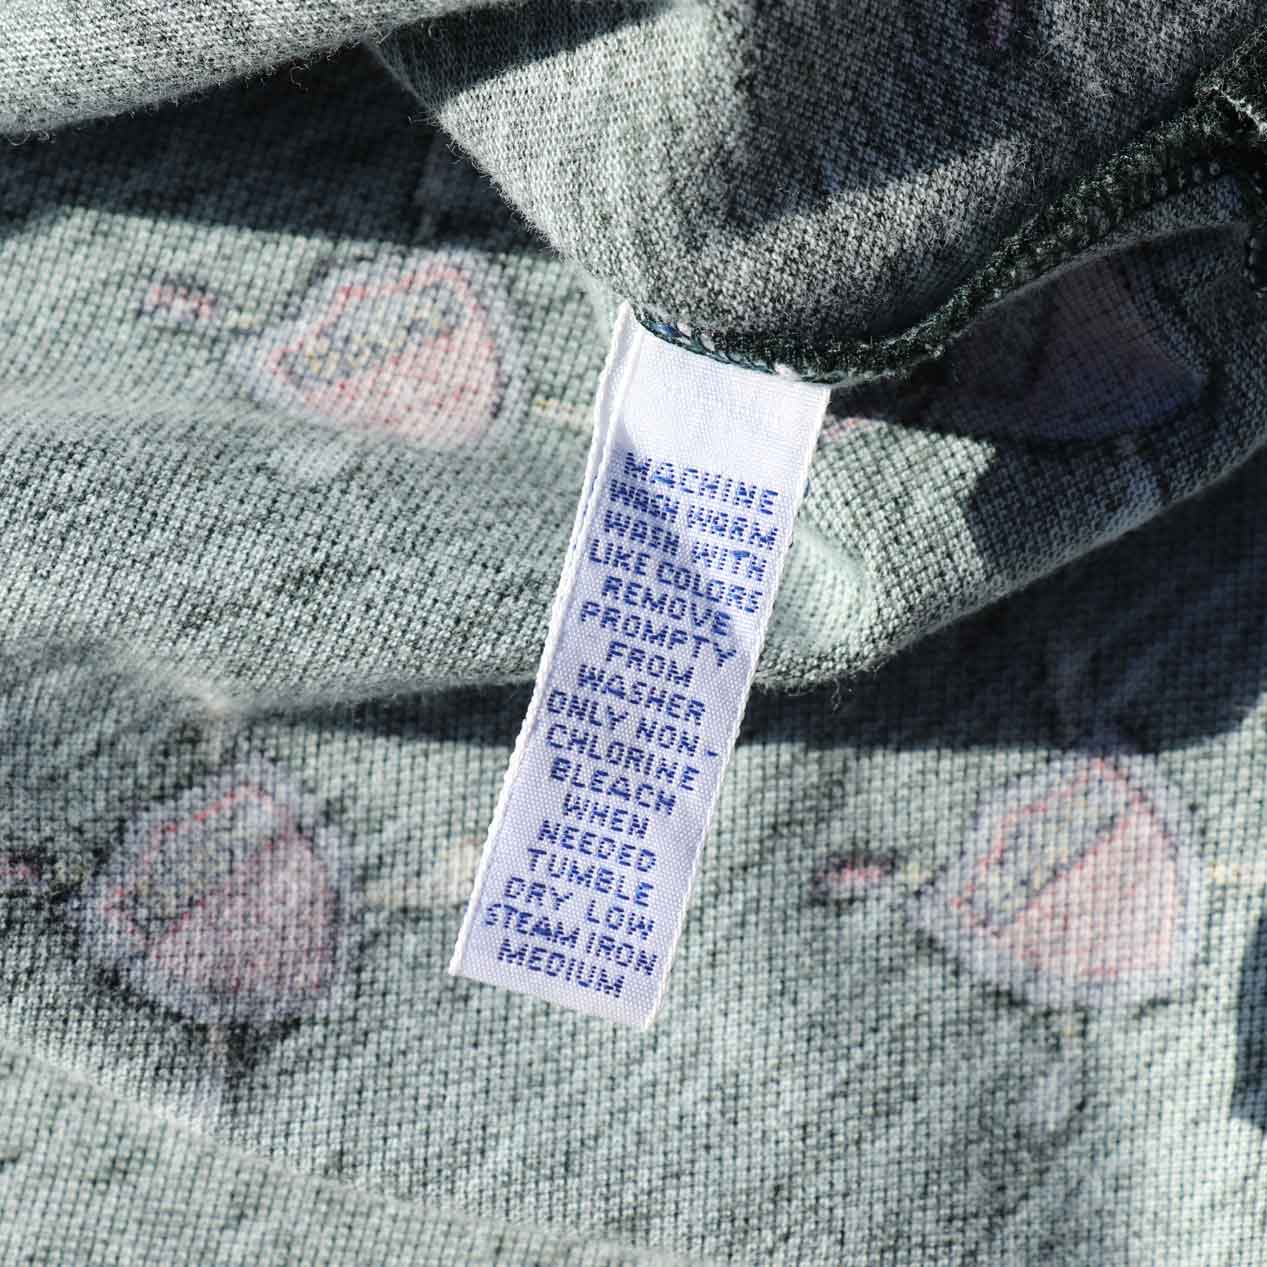 MACHINE
WASH WARM
WASH WITH
LIKE COLORS
REMOVE
PROMPTY
FROM
WASHER
ONLY NON-
CHLORINE
BLEACH
WHEN
NEEDED
TUMBLE
DRY LOW
STEAM IRON
MEDIUM